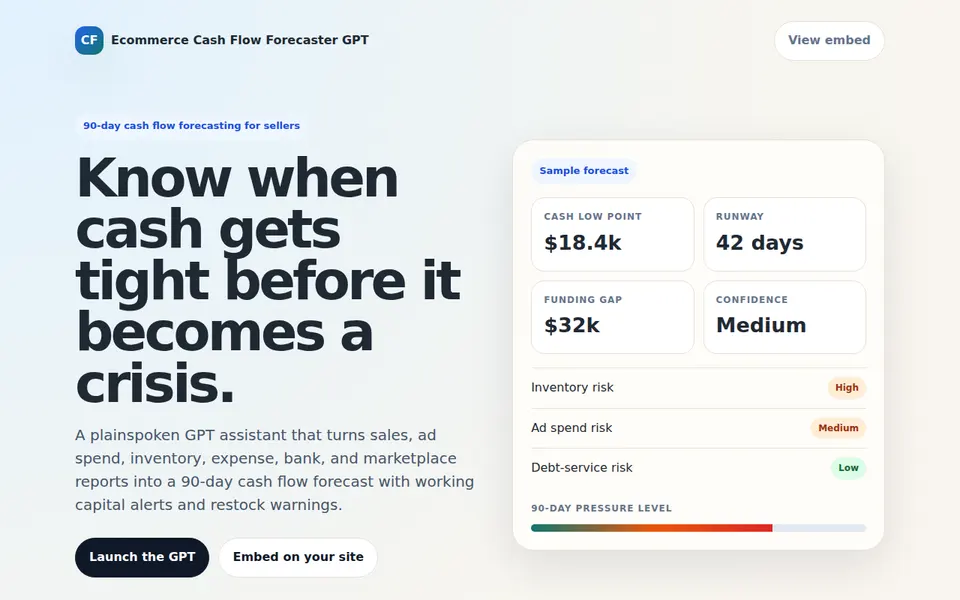 CF
Ecommerce Cash Flow Forecaster GPT
View embed
90-day cash flow forecasting for sellers
Know when
cash gets
tight before it
becomes a
crisis.
A plainspoken GPT assistant that turns sales, ad
spend, inventory, expense, bank, and marketplace
reports into a 90-day cash flow forecast with working
capital alerts and restock warnings.
Launch the GPT
Embed on your site
Sample forecast
CASH LOW POINT
$18.4k
RUNWAY
42 days
FUNDING GAP
$32k
CONFIDENCE
Medium
Inventory risk
High
Ad spend risk
Medium
Debt-service risk
Low
90-DAY PRESSURE LEVEL